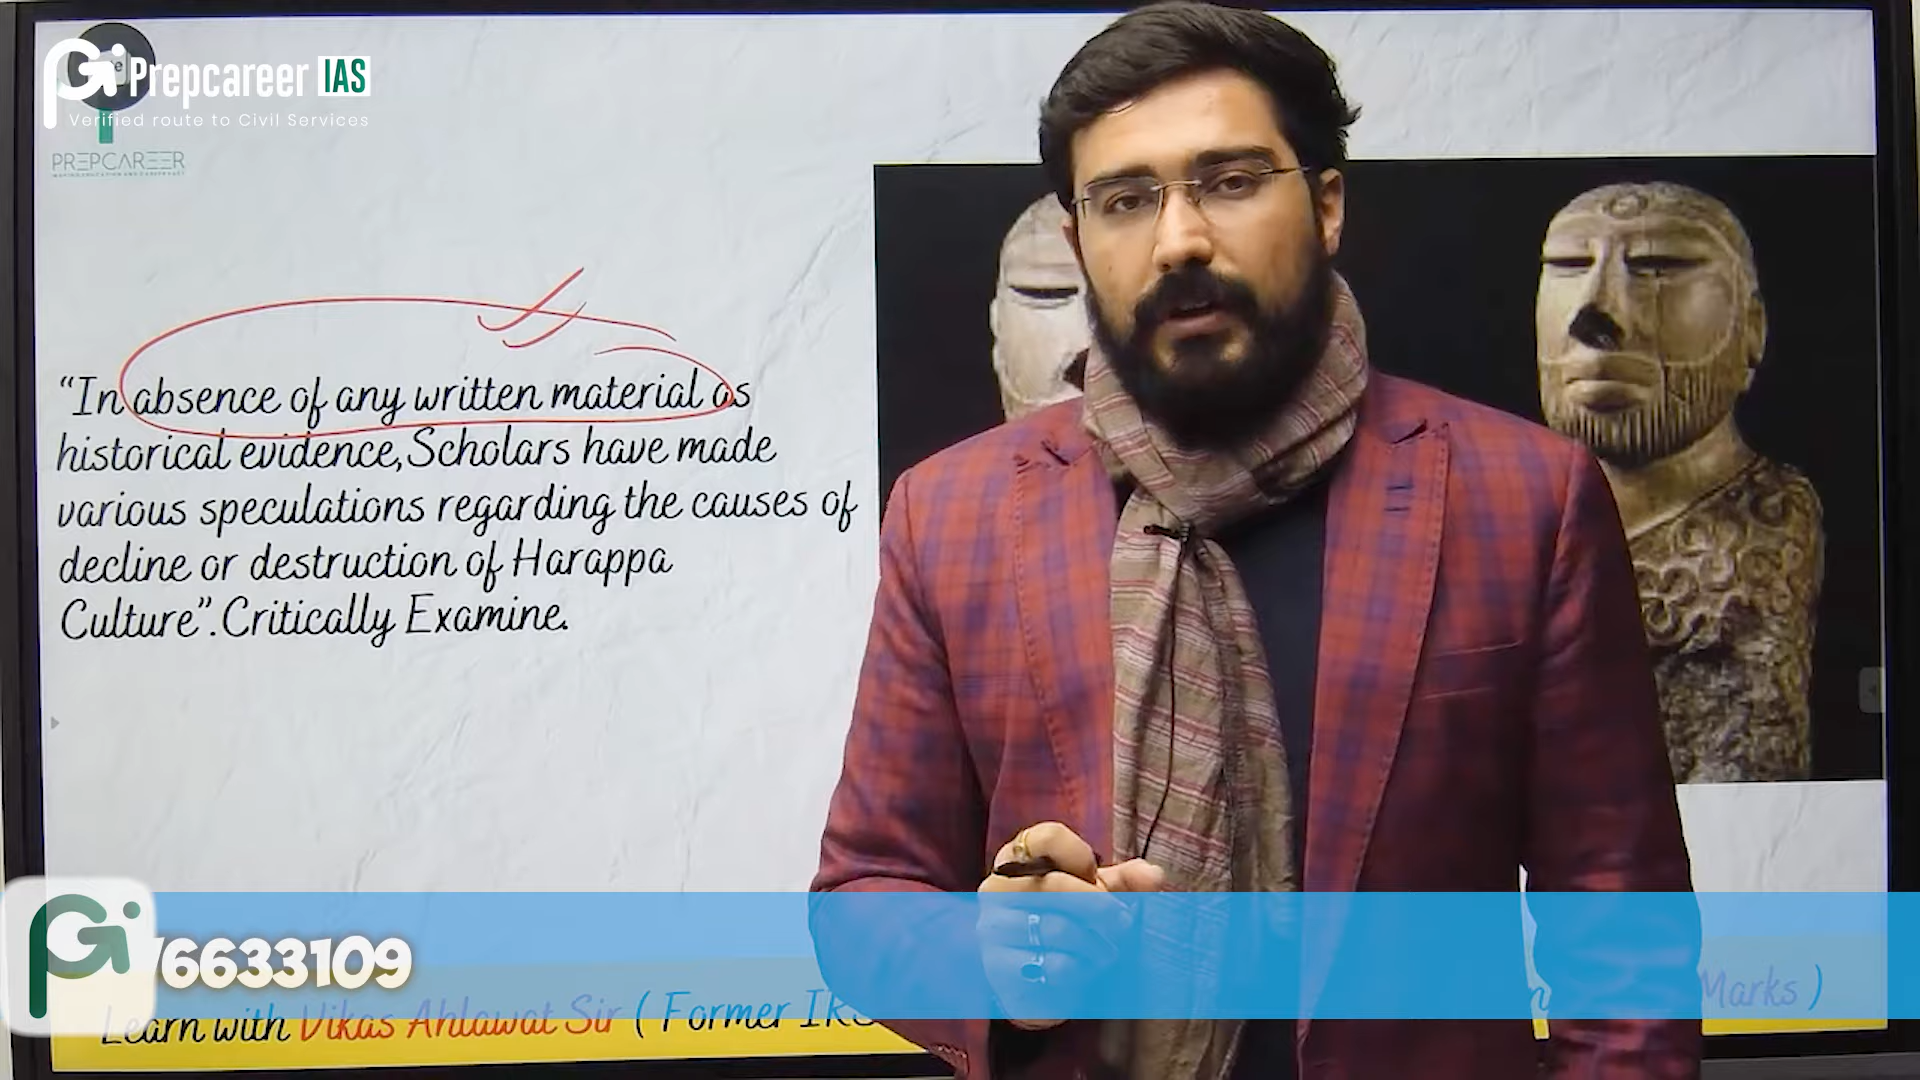 Prepcareer IAS
Verified route to Civil Services
PREPCAREER
“In absence of any written material as
historical evidence,Scholars have made
various speculations regarding the causes of
decline or destruction of Harappa
Culture”.Critically Examine.
6633109
Learn with Vikas Ahlawat Sir ( Former IRS
Marks )